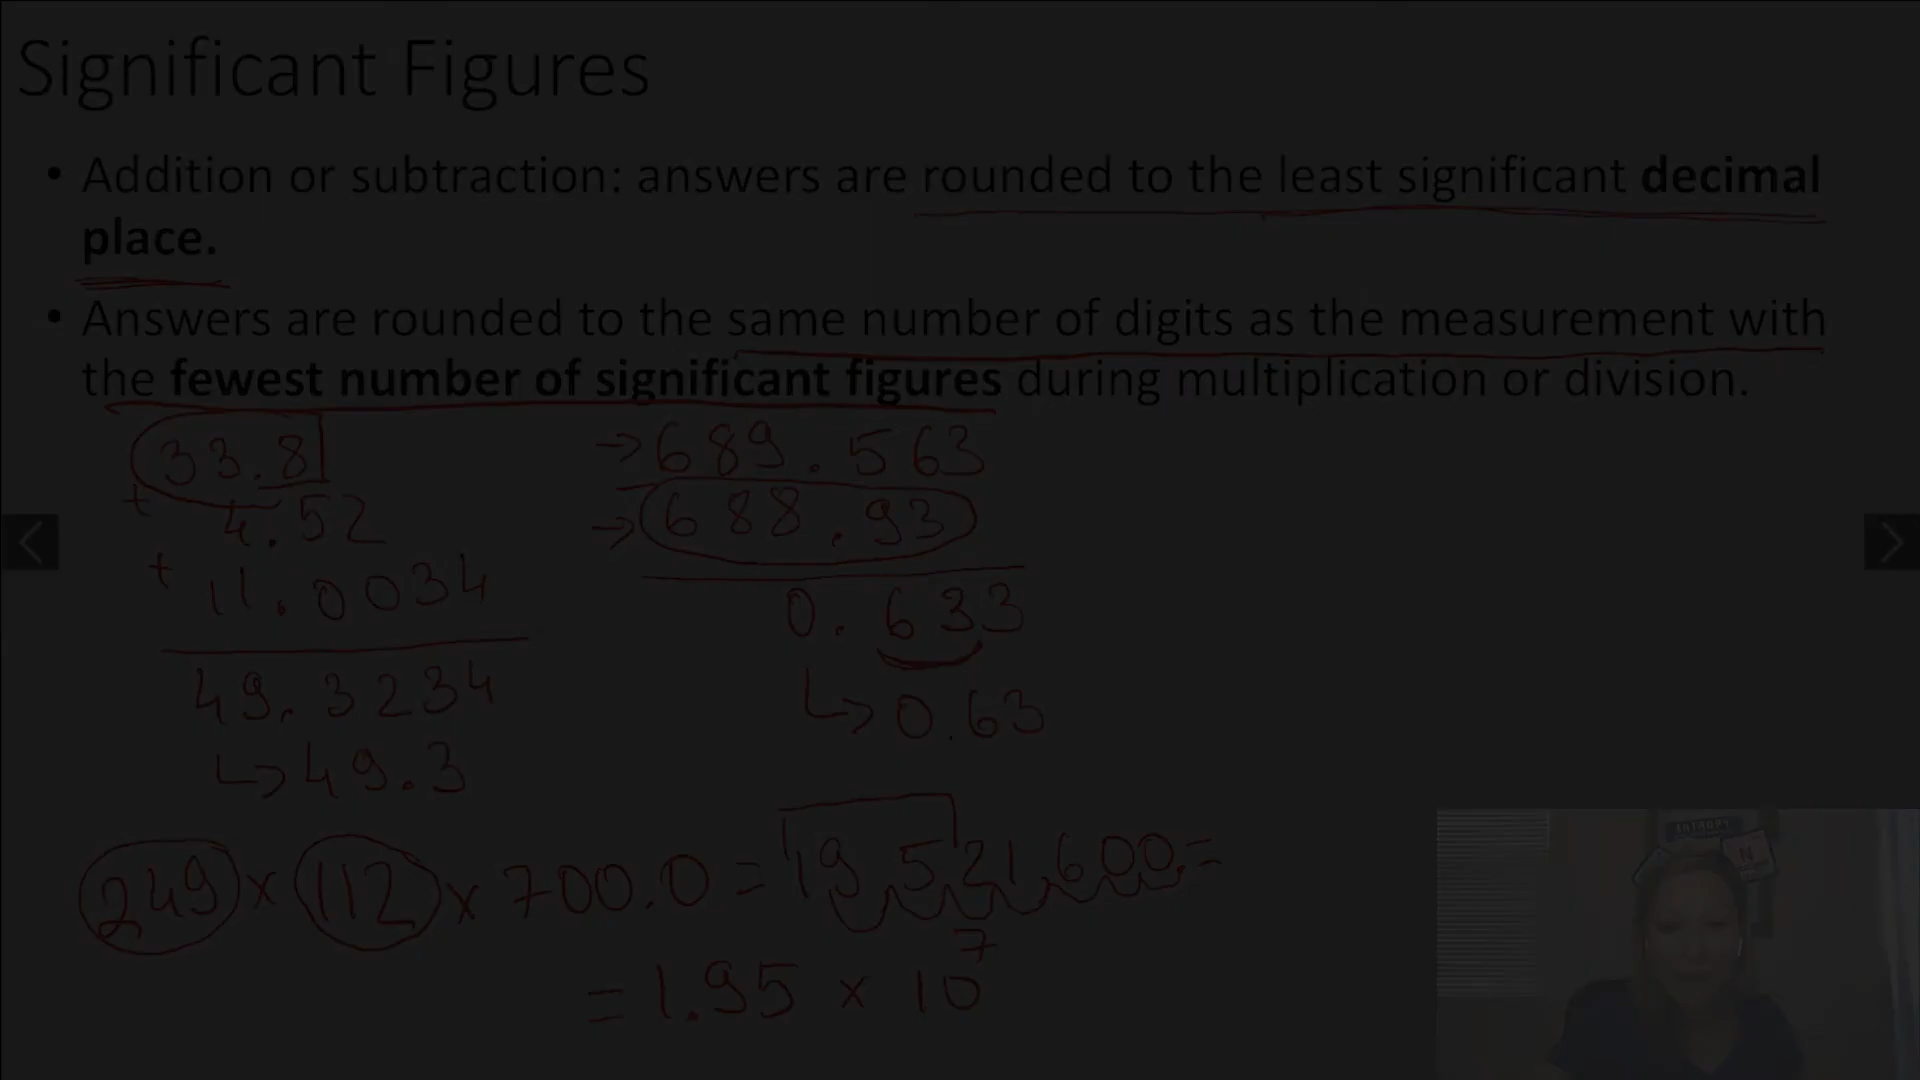 Significant Figures
• Addition or subtraction: answers are rounded to the least significant decimal
place.
• Answers are rounded to the same number of digits as the measurement with
the fewest number of significant figures during multiplication or division.
33.8
+ 4.52
+ 11.0034
49.3234
↳ 49.3
→ 689.563
→ 688.93
0.633
↳ 0.63
249 × 112 × 700.0 = 19,521,600. =
= 1.95 × 10⁷
ENTROPY
N